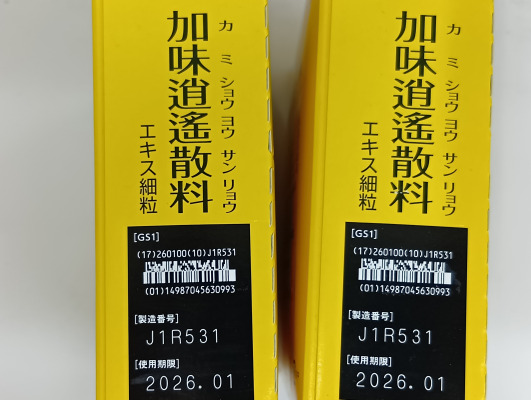 加味逍遙散料
カミショウヨウサンリョウ
エキス細粒
[GS1]
(17)260100(10)J1R531
(01)14987045630993
[製造番号]
J1R531
[使用期限]
2026.01
加味逍遙散料
カミショウヨウサンリョウ
エキス細粒
[GS1]
(17)260100(10)J1R531
(01)14987045630993
[製造番号]
J1R531
[使用期限]
2026.01